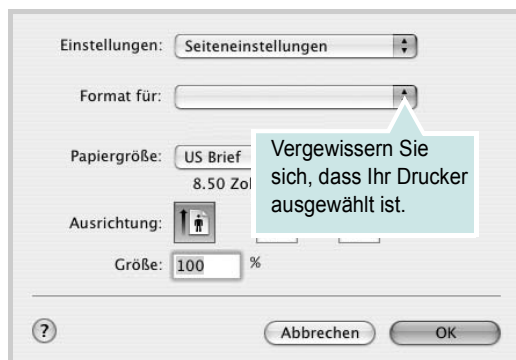 Einstellungen: Seiteneinstellungen
Format für:
Vergewissern Sie
sich, dass Ihr Drucker
ausgewählt ist.
Papiergröße: US Brief
8.50
Ausrichtung:
Größe: 100 %
? Abbrechen OK